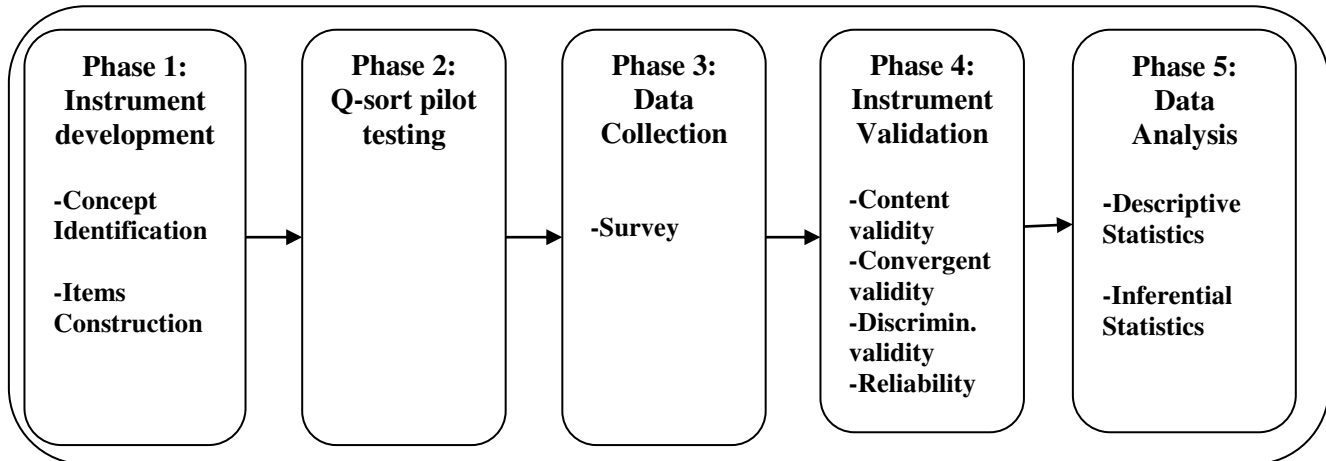 Phase 1:
Instrument
development
-Concept
Identification
-Items
Construction
Phase 2:
Q-sort pilot
testing
Phase 3:
Data
Collection
-Survey
Phase 4:
Instrument
Validation
-Content
validity
-Convergent
validity
-Discrimin.
validity
-Reliability
Phase 5:
Data
Analysis
-Descriptive
Statistics
-Inferential
Statistics